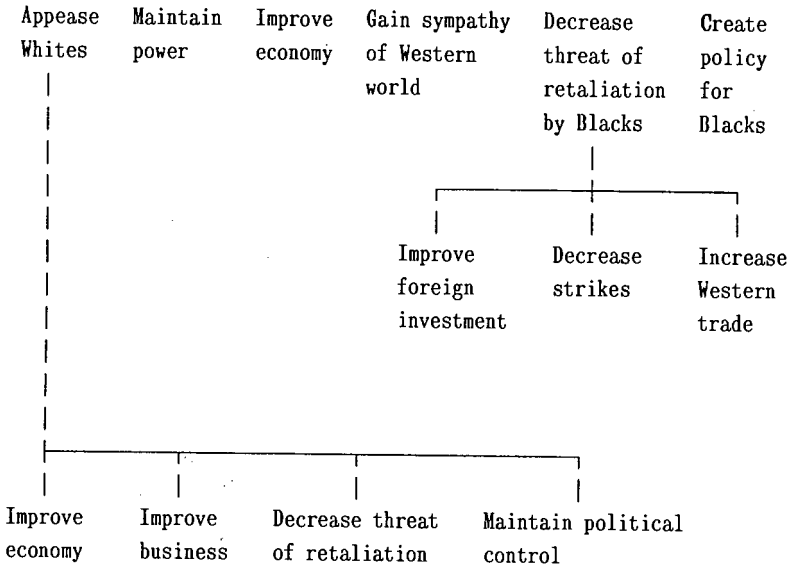 Appease Maintain Improve Gain sympathy Decrease Create
Whites power economy of Western threat of policy
world retaliation for
by Blacks Blacks
Improve Decrease Increase
foreign strikes Western
investment trade
Improve Improve Decrease threat Maintain political
economy business of retaliation control